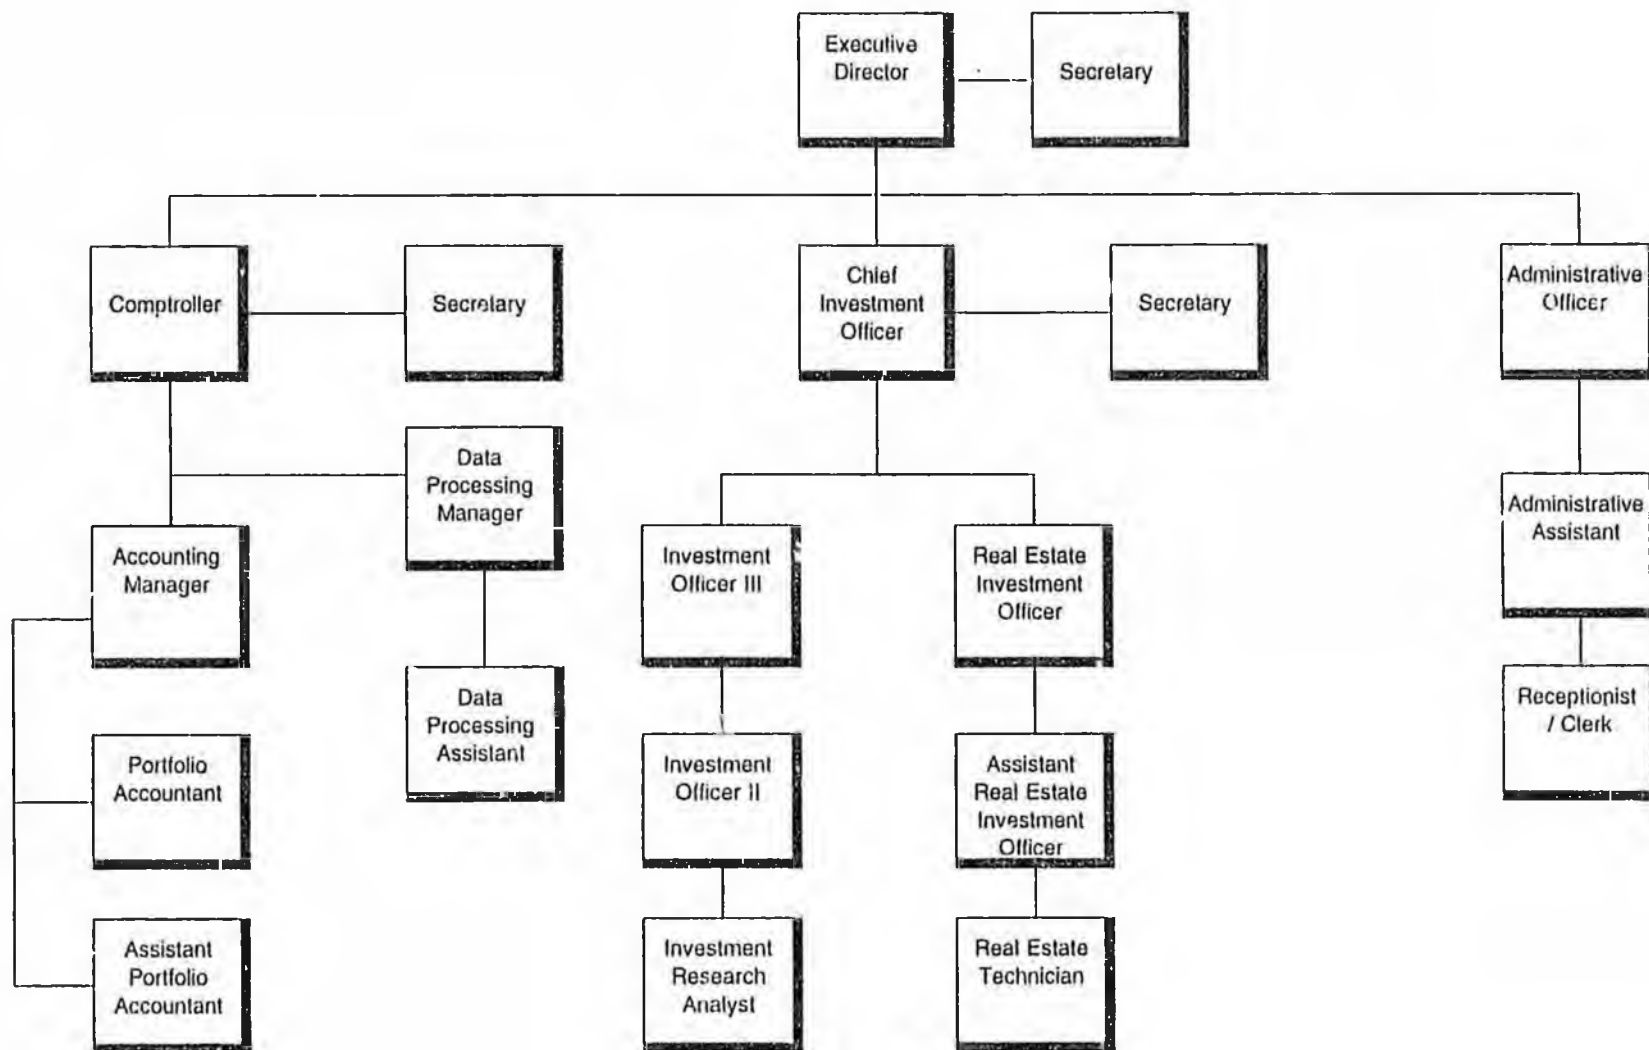 Executive
Director
Secretary
Comptroller
Secretary
Chief
Investment
Officer
Secretary
Administrative
Officer
Data
Processing
Manager
Accounting
Manager
Investment
Officer III
Real Estate
Investment
Officer
Administrative
Assistant
Data
Processing
Assistant
Receptionist
/ Clerk
Portfolio
Accountant
Investment
Officer II
Assistant
Real Estate
Investment
Officer
Assistant
Portfolio
Accountant
Investment
Research
Analyst
Real Estate
Technician